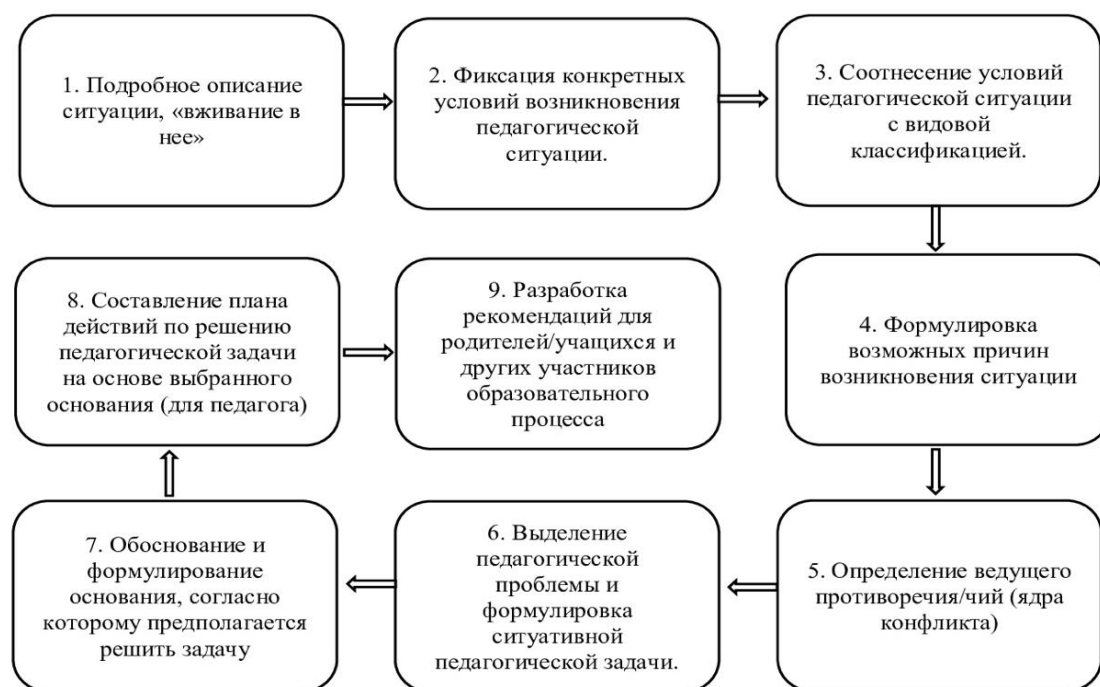 1. Подробное описание
ситуации, «вживание в
нее»
2. Фиксация конкретных
условий возникновения
педагогической
ситуации.
3. Соотнесение условий
педагогической ситуации
с видовой
классификацией.
4. Формулировка
возможных причин
возникновения ситуации
5. Определение ведущего
противоречия/чий (ядра
конфликта)
6. Выделение
педагогической
проблемы и
формулировка
ситуативной
педагогической задачи.
7. Обоснование и
формулирование
основания, согласно
которому предполагается
решить задачу
8. Составление плана
действий по решению
педагогической задачи
на основе выбранного
основания (для педагога)
9. Разработка
рекомендаций для
родителей/учащихся и
других участников
образовательного
процесса